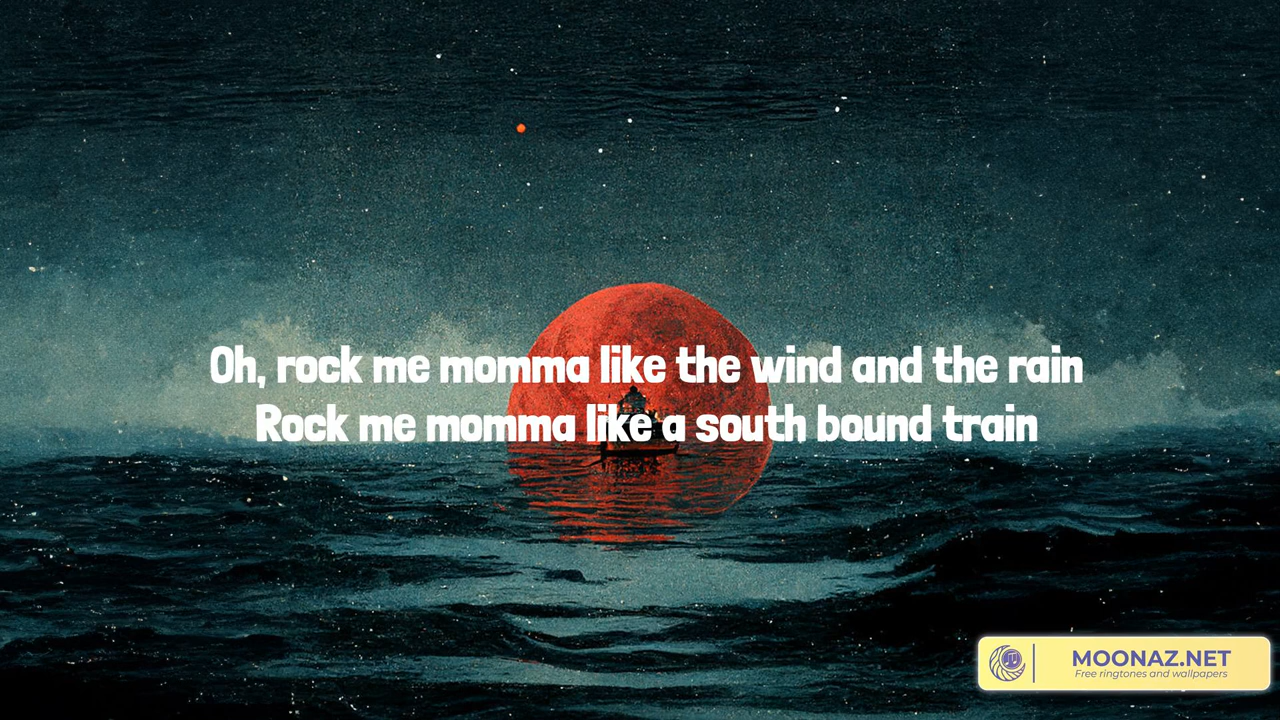 Oh, rock me momma like the wind and the rain
Rock me momma like a south bound train
MOONAZ.NET
Free ringtones and wallpapers